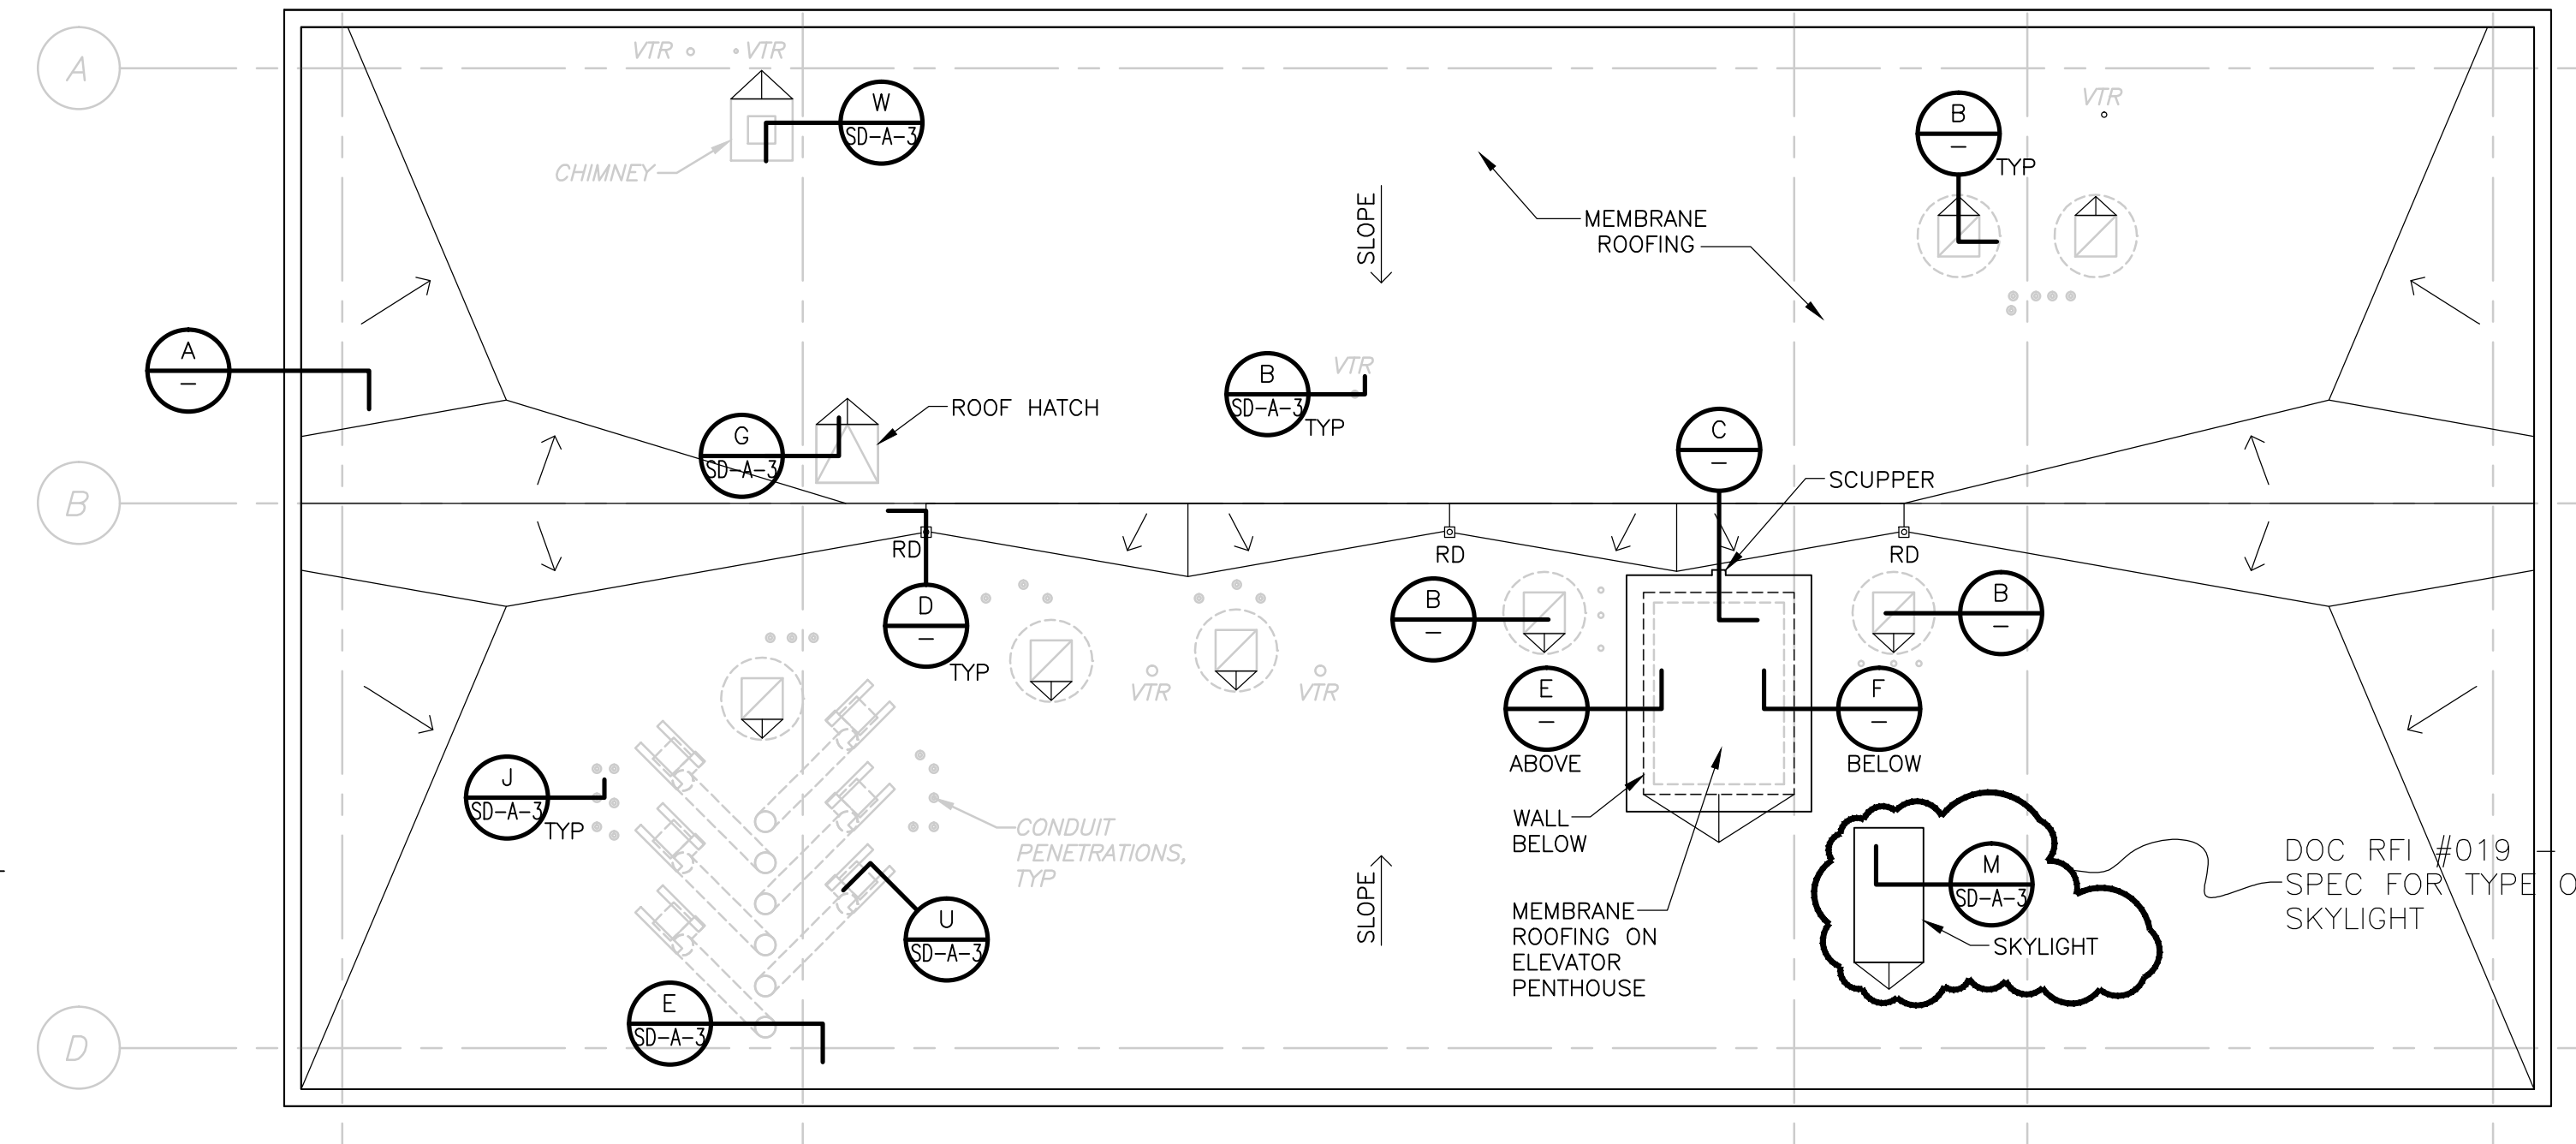 A
VTR
VTR
W
SD-A-3
CHIMNEY
B
-
TYP
VTR
SLOPE
MEMBRANE
ROOFING
A
-
VTR
B
SD-A-3
TYP
ROOF HATCH
G
SD-A-3
C
-
SCUPPER
B
RD
RD
RD
D
-
TYP
B
-
B
-
VTR
VTR
E
-
ABOVE
F
-
BELOW
J
SD-A-3
TYP
CONDUIT
PENETRATIONS,
TYP
WALL
BELOW
SLOPE
MEMBRANE
ROOFING ON
ELEVATOR
PENTHOUSE
M
SD-A-3
SKYLIGHT
DOC RFI #019 -
SPEC FOR TYPE O
SKYLIGHT
U
SD-A-3
E
SD-A-3
D